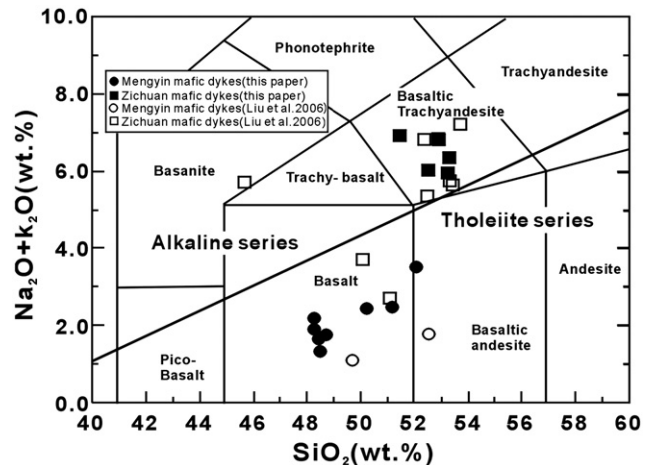 10.0
Phonotephrite
Trachyandesite
● Mengyin mafic dykes(this paper)
■ Zichuan mafic dykes(this paper)
○ Mengyin mafic dykes(Liu et al.2006)
□ Zichuan mafic dykes(Liu et al.2006)
Basaltic
Trachyandesite
8.0
6.0
Basanite
Trachy- basalt
Alkaline series
Tholeiite series
4.0
Basalt
Andesite
2.0
Basaltic
andesite
Pico-
Basalt
0.0
40 42 44 46 48 50 52 54 56 58 60
Na₂O+k₂O(wt.%)
SiO₂(wt.%)